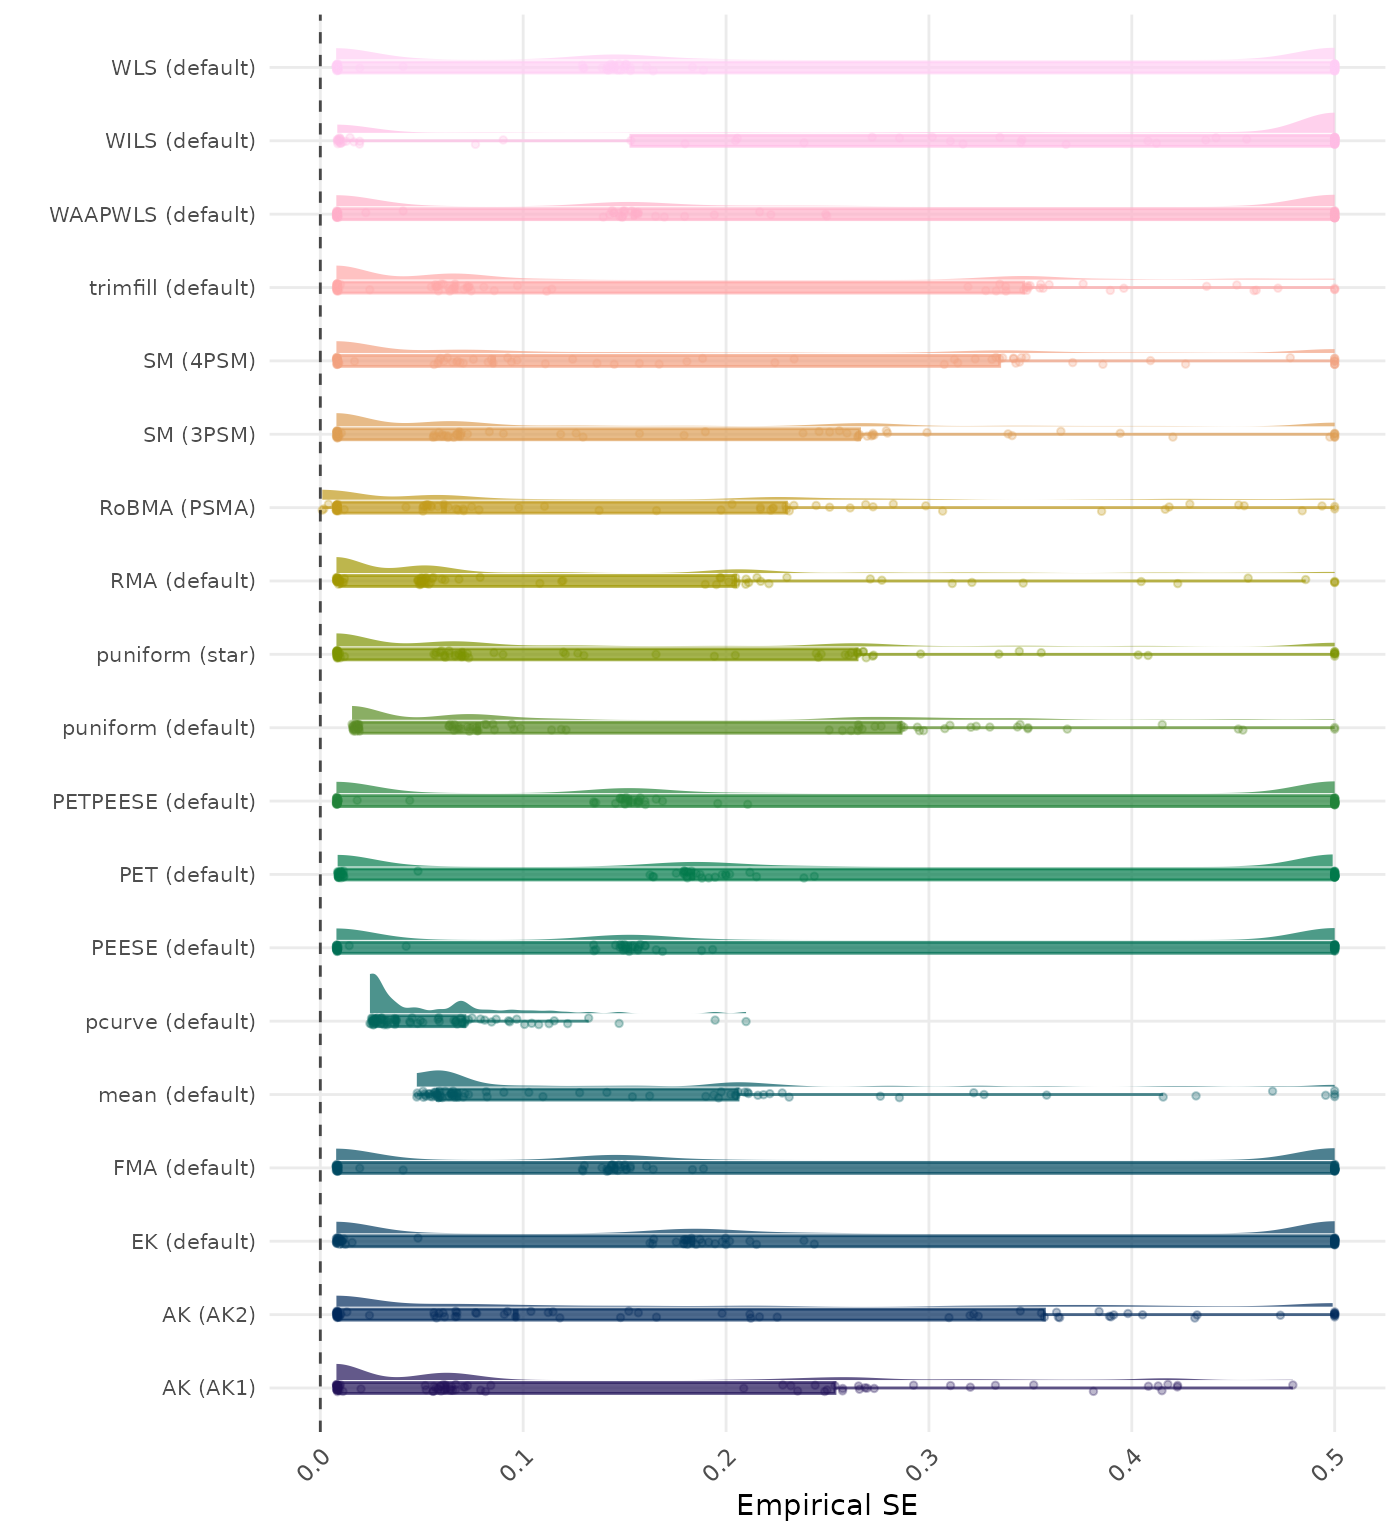 WLS (default)
WILS (default)
WAAPWLS (default)
trimfill (default)
SM (4PSM)
SM (3PSM)
RoBMA (PSMA)
RMA (default)
puniform (star)
puniform (default)
PETPEESE (default)
PET (default)
PEESE (default)
pcurve (default)
mean (default)
FMA (default)
EK (default)
AK (AK2)
AK (AK1)
0.0 0.1 0.2 0.3 0.4 0.5
Empirical SE